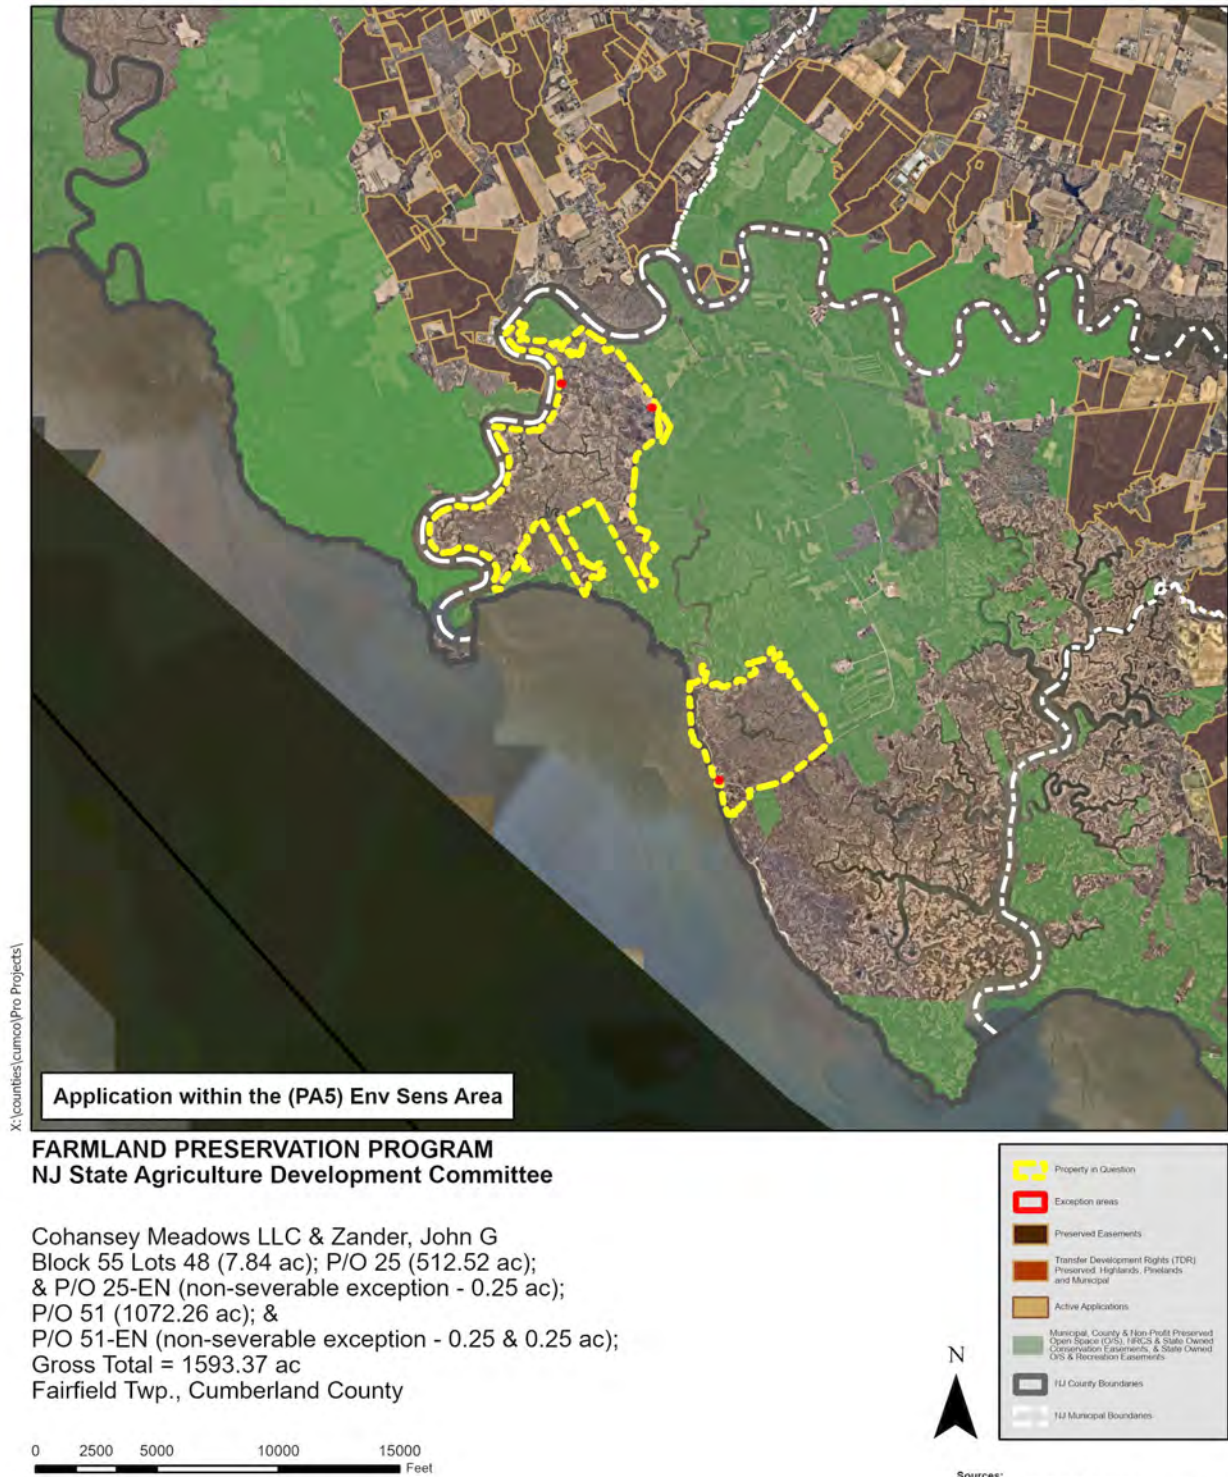 X:\counties\cumco\Pro Projects\
Application within the (PA5) Env Sens Area
FARMLAND PRESERVATION PROGRAM
NJ State Agriculture Development Committee
Cohansey Meadows LLC & Zander, John G
Block 55 Lots 48 (7.84 ac); P/O 25 (512.52 ac);
& P/O 25-EN (non-severable exception - 0.25 ac);
P/O 51 (1072.26 ac); &
P/O 51-EN (non-severable exception - 0.25 & 0.25 ac);
Gross Total = 1593.37 ac
Fairfield Twp., Cumberland County
0 2500 5000 10000 15000
Feet
N
Property in Question
Exception areas
Preserved Easements
Transfer Development Rights (TDR)
Preserved Highlands, Pinelands
and Municipal
Active Applications
Municipal, County & Non-Profit Preserved
Open Space (O/S), NRCS & State Owned
Conservation Easements, & State Owned
O/S & Recreation Easements
NJ County Boundaries
NJ Municipal Boundaries
Sources: